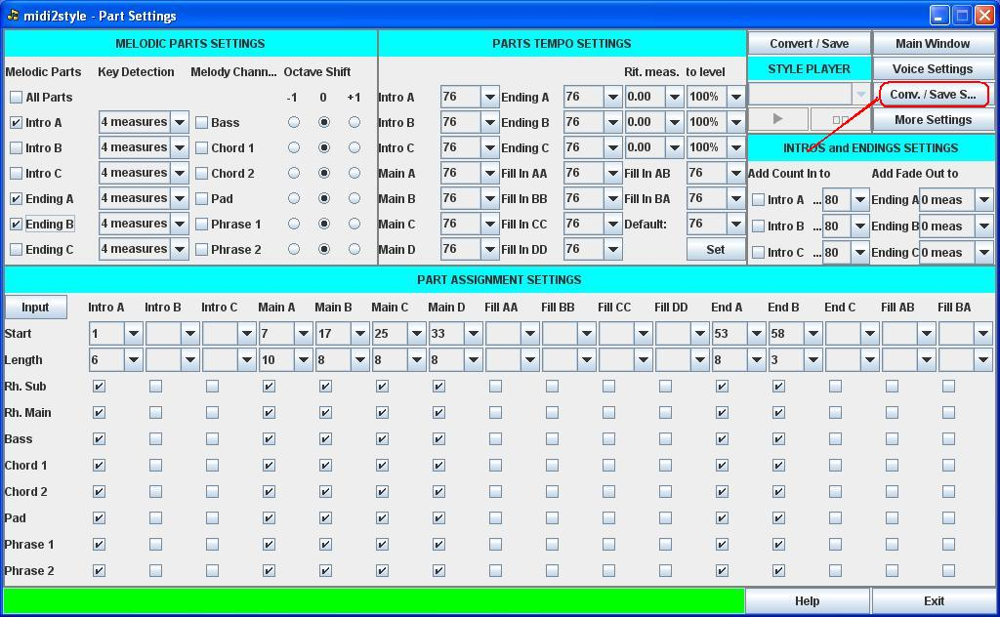 midi2style - Part Settings
MELODIC PARTS SETTINGS
Melodic Parts Key Detection Melody Chann... Octave Shift
All Parts -1 0 +1
Intro A 4 measures Bass
Intro B 4 measures Chord 1
Intro C 4 measures Chord 2
Ending A 4 measures Pad
Ending B 4 measures Phrase 1
Ending C 4 measures Phrase 2
PARTS TEMPO SETTINGS
Rit. meas. to level
Intro A 76 Ending A 76 0.00 100%
Intro B 76 Ending B 76 0.00 100%
Intro C 76 Ending C 76 0.00 100%
Main A 76 Fill In AA 76 Fill In AB 76
Main B 76 Fill In BB 76 Fill In BA 76
Main C 76 Fill In CC 76 Default: 76
Main D 76 Fill In DD 76 Set
Convert / Save Main Window
STYLE PLAYER Voice Settings
Conv. / Save S...
More Settings
INTROS and ENDINGS SETTINGS
Add Count In to Add Fade Out to
Intro A ... 80 Ending A 0 meas
Intro B ... 80 Ending B 0 meas
Intro C ... 80 Ending C 0 meas
PART ASSIGNMENT SETTINGS
Input Intro A Intro B Intro C Main A Main B Main C Main D Fill AA Fill BB Fill CC Fill DD End A End B End C Fill AB Fill BA
Start 1 7 17 25 33 53 58
Length 6 10 8 8 8 8 3
Rh. Sub
Rh. Main
Bass
Chord 1
Chord 2
Pad
Phrase 1
Phrase 2
Help Exit